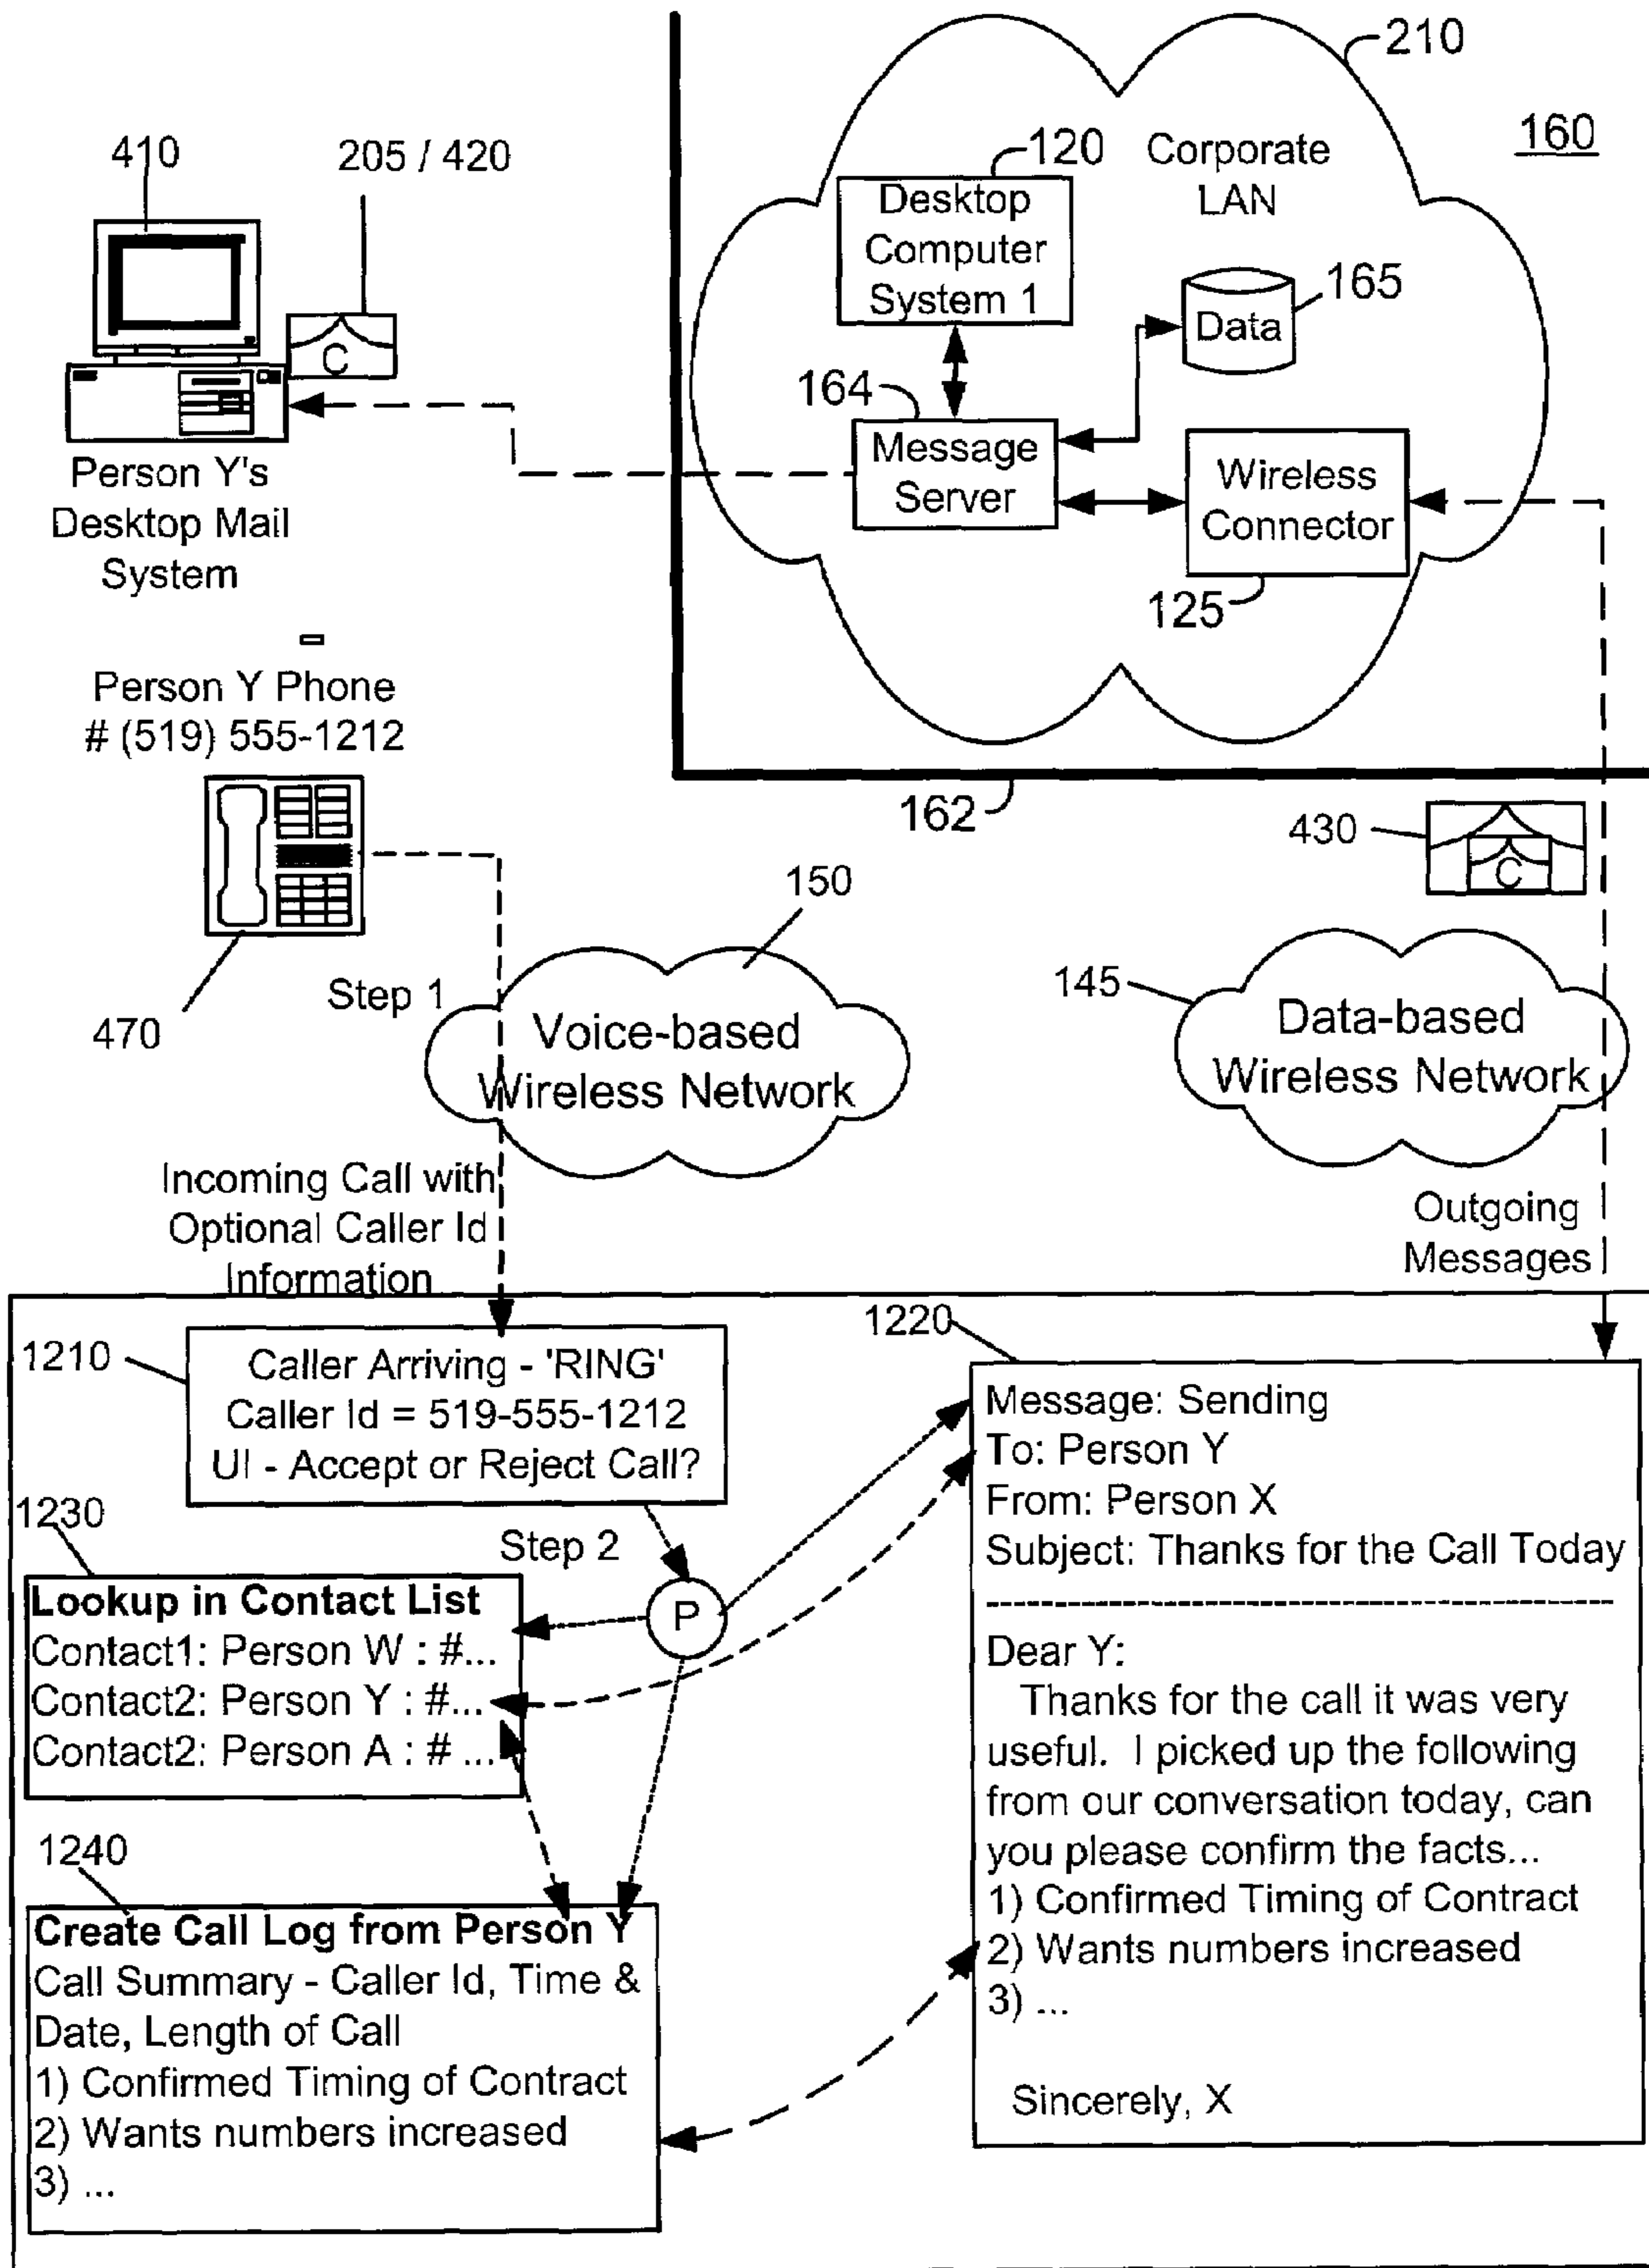 210
160
410
205 / 420
120
Corporate
LAN
Desktop
Computer
System 1
165
Data
C
164
Message
Server
Wireless
Connector
125
Person Y's
Desktop Mail
System
Person Y Phone
# (519) 555-1212
162
430
C
150
Step 1
470
Voice-based
Wireless Network
145
Data-based
Wireless Network
Incoming Call with
Optional Caller Id
Information
Outgoing
Messages
1210
Caller Arriving - 'RING'
Caller Id = 519-555-1212
UI - Accept or Reject Call?
1220
Message: Sending
To: Person Y
From: Person X
Subject: Thanks for the Call Today
Dear Y:
Thanks for the call it was very
useful. I picked up the following
from our conversation today, can
you please confirm the facts...
1) Confirmed Timing of Contract
2) Wants numbers increased
3) ...
Sincerely, X
1230
Step 2
P
Lookup in Contact List
Contact1: Person W : #...
Contact2: Person Y : #...
Contact2: Person A : # ...
1240
Create Call Log from Person Y
Call Summary - Caller Id, Time &
Date, Length of Call
1) Confirmed Timing of Contract
2) Wants numbers increased
3) ...